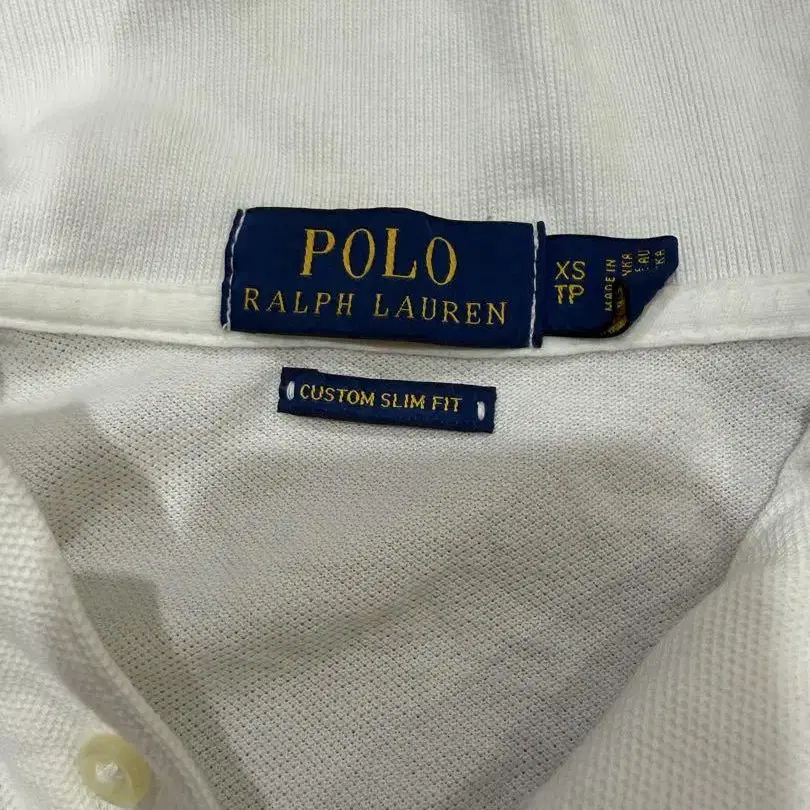 POLO
RALPH LAUREN
XS
TP
MADE IN
CUSTOM SLIM FIT